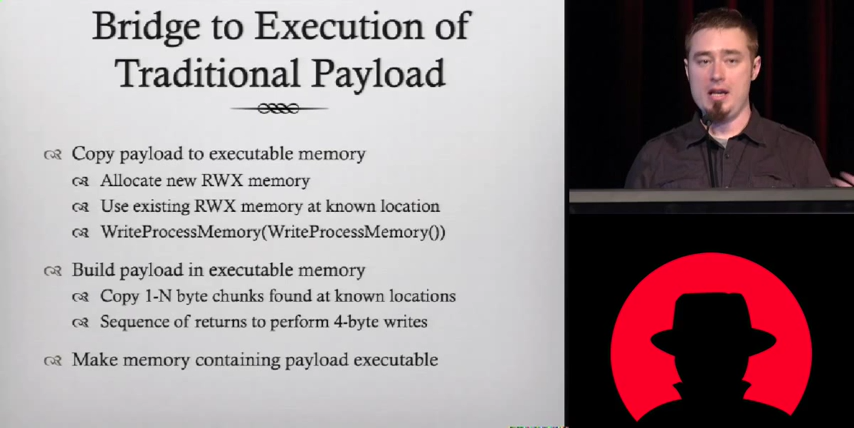 Bridge to Execution of
Traditional Payload
Copy payload to executable memory
Allocate new RWX memory
Use existing RWX memory at known location
WriteProcessMemory(WriteProcessMemory())
Build payload in executable memory
Copy 1-N byte chunks found at known locations
Sequence of returns to perform 4-byte writes
Make memory containing payload executable